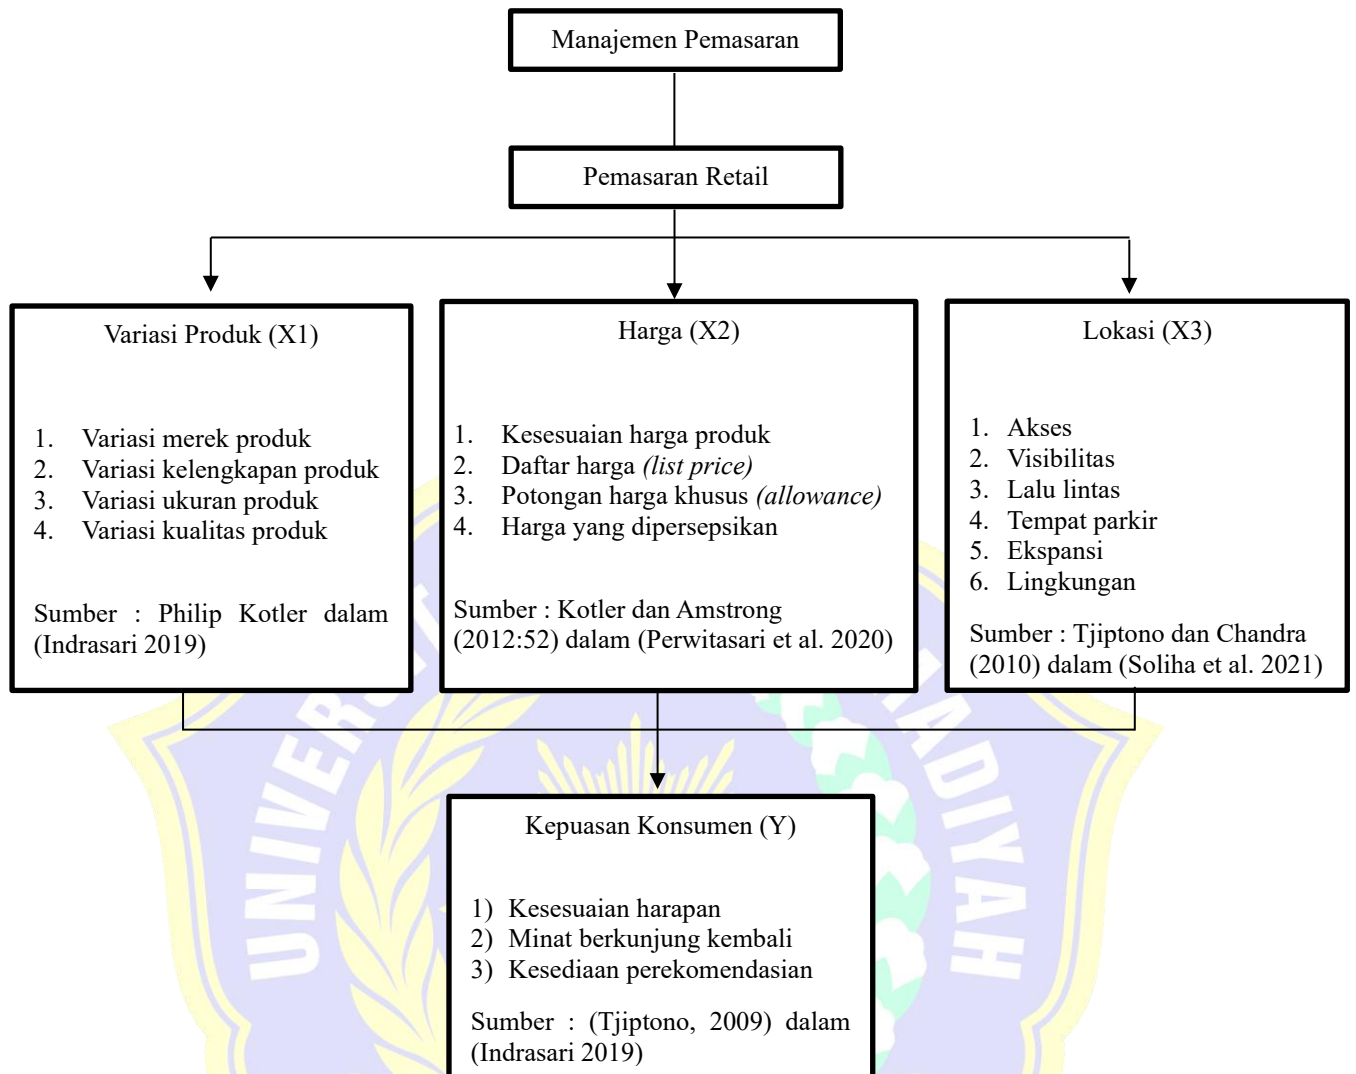 Manajemen Pemasaran
Pemasaran Retail
Variasi Produk (X1)
1. Variasi merek produk
2. Variasi kelengkapan produk
3. Variasi ukuran produk
4. Variasi kualitas produk
Sumber : Philip Kotler dalam
(Indrasari 2019)
Harga (X2)
1. Kesesuaian harga produk
2. Daftar harga (list price)
3. Potongan harga khusus (allowance)
4. Harga yang dipersepsikan
Sumber : Kotler dan Amstrong
(2012:52) dalam (Perwitasari et al. 2020)
Lokasi (X3)
1. Akses
2. Visibilitas
3. Lalu lintas
4. Tempat parkir
5. Ekspansi
6. Lingkungan
Sumber : Tjiptono dan Chandra
(2010) dalam (Soliha et al. 2021)
Kepuasan Konsumen (Y)
1) Kesesuaian harapan
2) Minat berkunjung kembali
3) Kesediaan perekomendasian
Sumber : (Tjiptono, 2009) dalam
(Indrasari 2019)